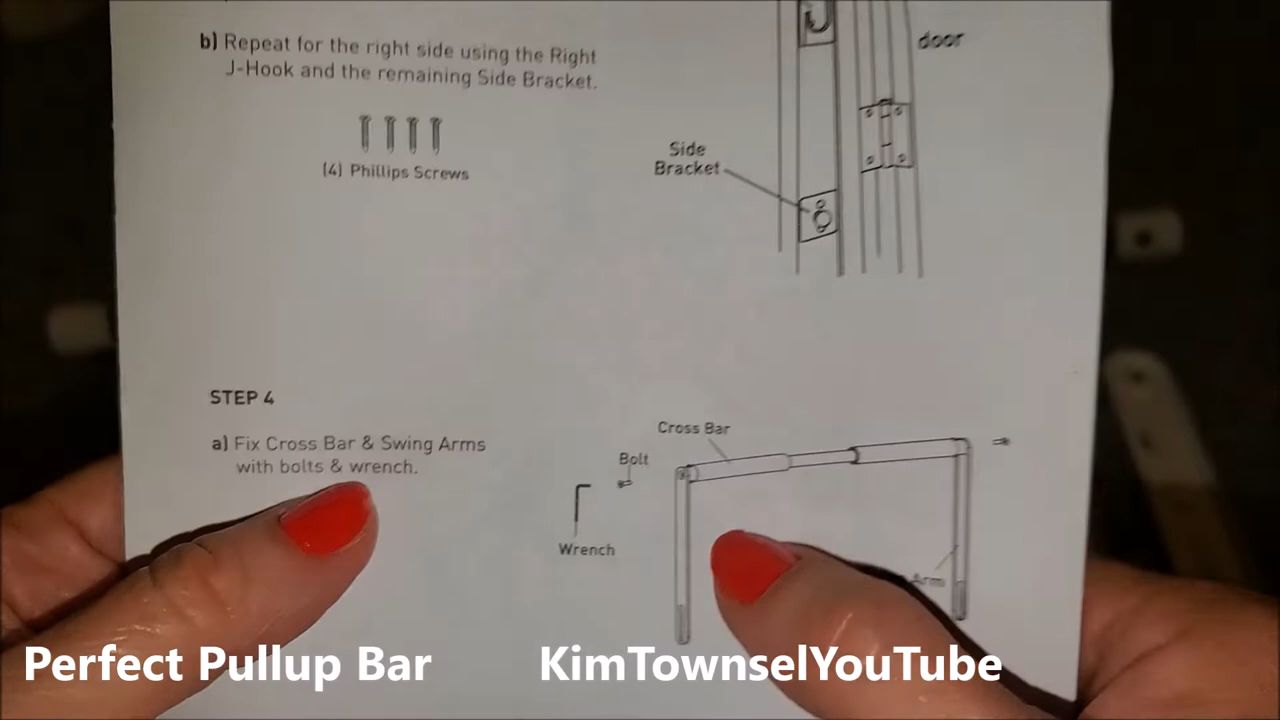 b) Repeat for the right side using the Right
J-Hook and the remaining Side Bracket.
(4) Phillips Screws
door
Side
Bracket
STEP 4
a) Fix Cross Bar & Swing Arms
with bolts & wrench.
Cross Bar
Bolt
Wrench
Arm
Perfect Pullup Bar
KimTownselYouTube